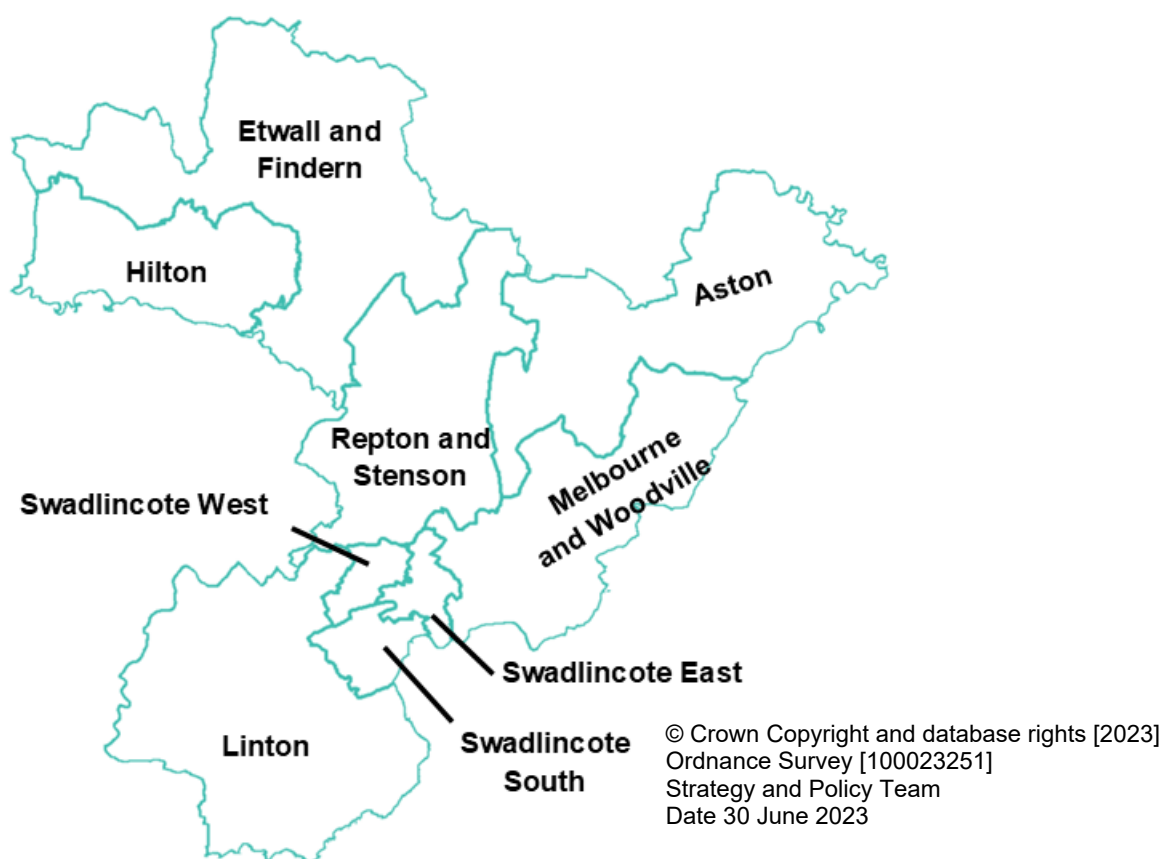 Etwall and
Findern
Hilton
Aston
Repton and
Stenson
Melbourne
and Woodville
Swadlincote West
Swadlincote East
Linton
Swadlincote
South
© Crown Copyright and database rights [2023]
Ordnance Survey [100023251]
Strategy and Policy Team
Date 30 June 2023